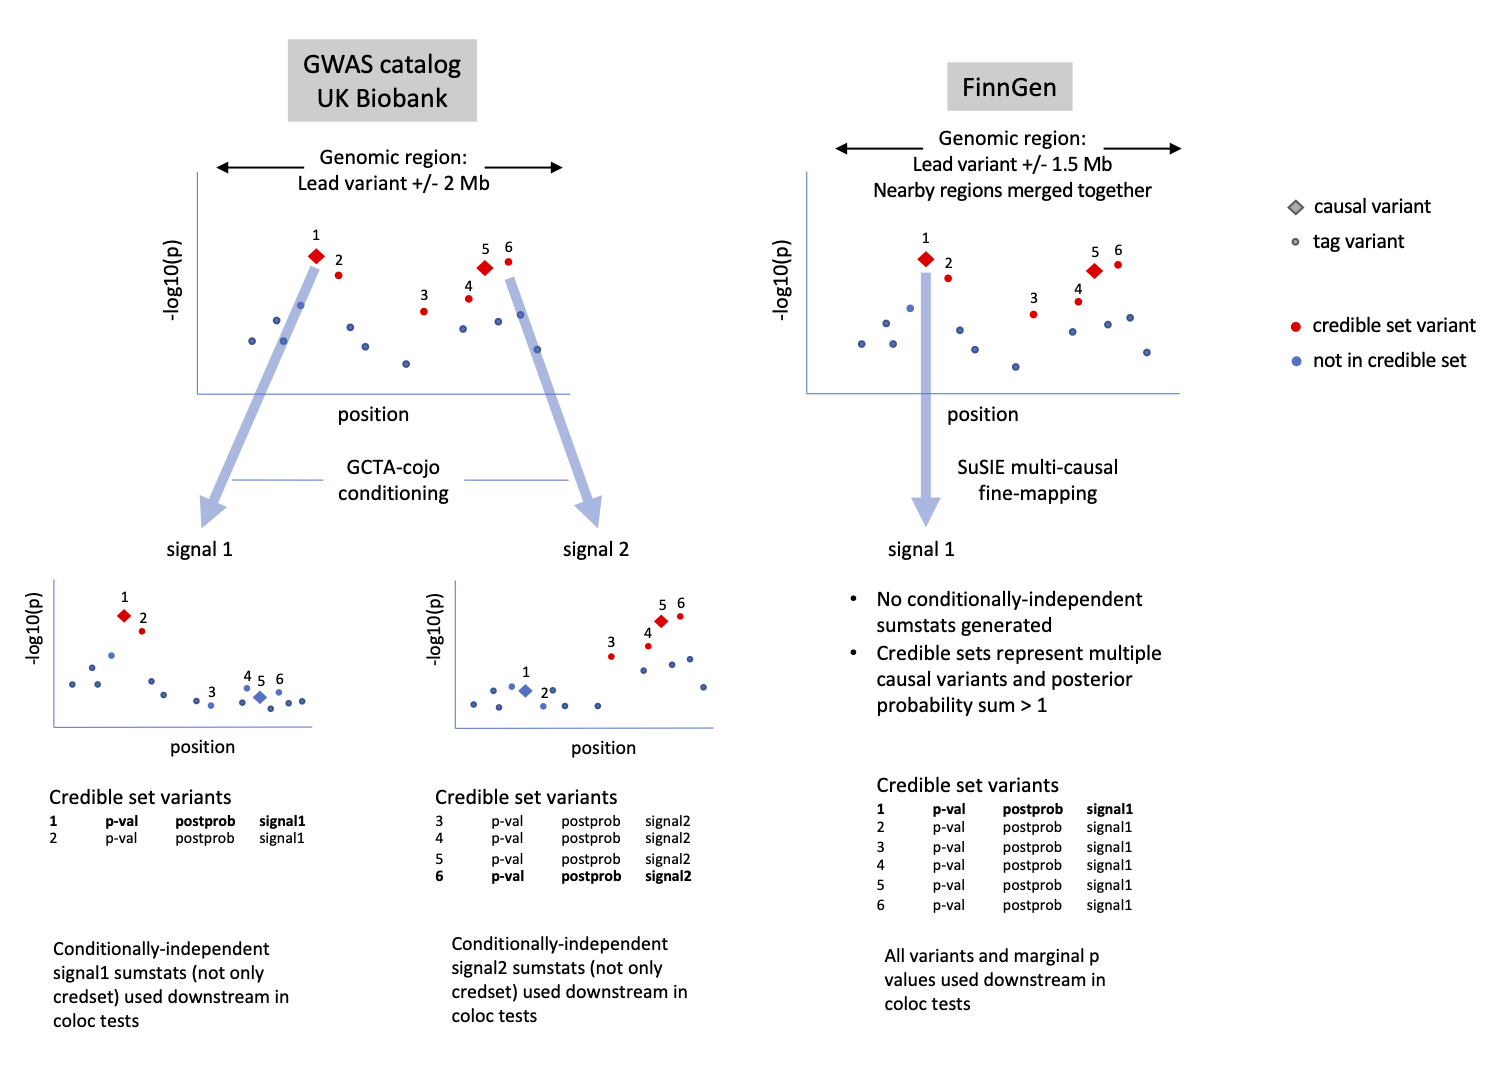 GWAS catalog
UK Biobank
Genomic region:
Lead variant +/- 2 Mb
-log10(p)
1
2
3
4
5
6
position
GCTA-cojo
conditioning
signal 1
signal 2
-log10(p)
1
2
3
4
5
6
position
-log10(p)
1
2
3
4
5
6
position
Credible set variants
1 p-val postprob signal1
2 p-val postprob signal1
Credible set variants
3 p-val postprob signal2
4 p-val postprob signal2
5 p-val postprob signal2
6 p-val postprob signal2
Conditionally-independent
signal1 sumstats (not only
credset) used downstream in
coloc tests
Conditionally-independent
signal2 sumstats (not only
credset) used downstream in
coloc tests
FinnGen
Genomic region:
Lead variant +/- 1.5 Mb
Nearby regions merged together
-log10(p)
1
2
3
4
5
6
position
SuSIE multi-causal
fine-mapping
signal 1
• No conditionally-independent
sumstats generated
• Credible sets represent multiple
causal variants and posterior
probability sum > 1
Credible set variants
1 p-val postprob signal1
2 p-val postprob signal1
3 p-val postprob signal1
4 p-val postprob signal1
5 p-val postprob signal1
6 p-val postprob signal1
All variants and marginal p
values used downstream in
coloc tests
causal variant
tag variant
credible set variant
not in credible set